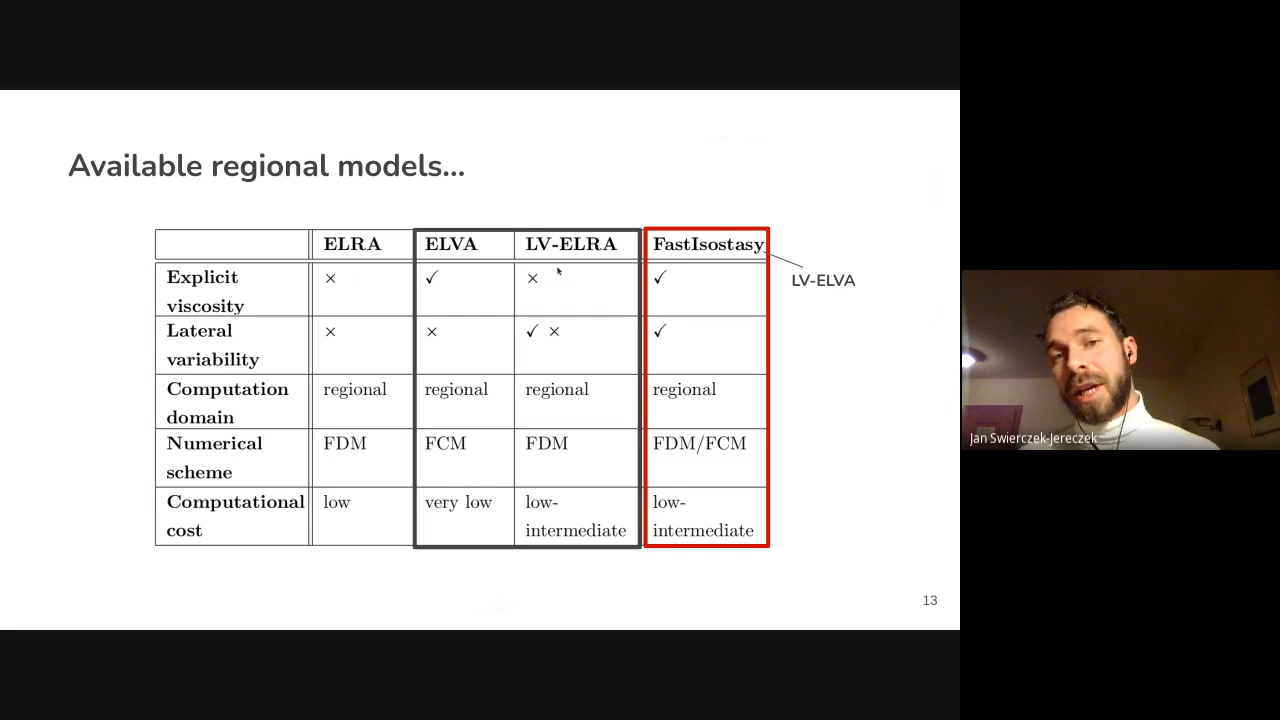 Available regional models...
ELRA ELVA LV-ELRA FastIsostasy
LV-ELVA
Explicit viscosity × ✓ × ✓
Lateral variability × × ✓ × ✓
Computation domain regional regional regional regional
Numerical scheme FDM FCM FDM FDM/FCM
Computational cost low very low low-intermediate low-intermediate
13
Jan Swierczek-Jereczek